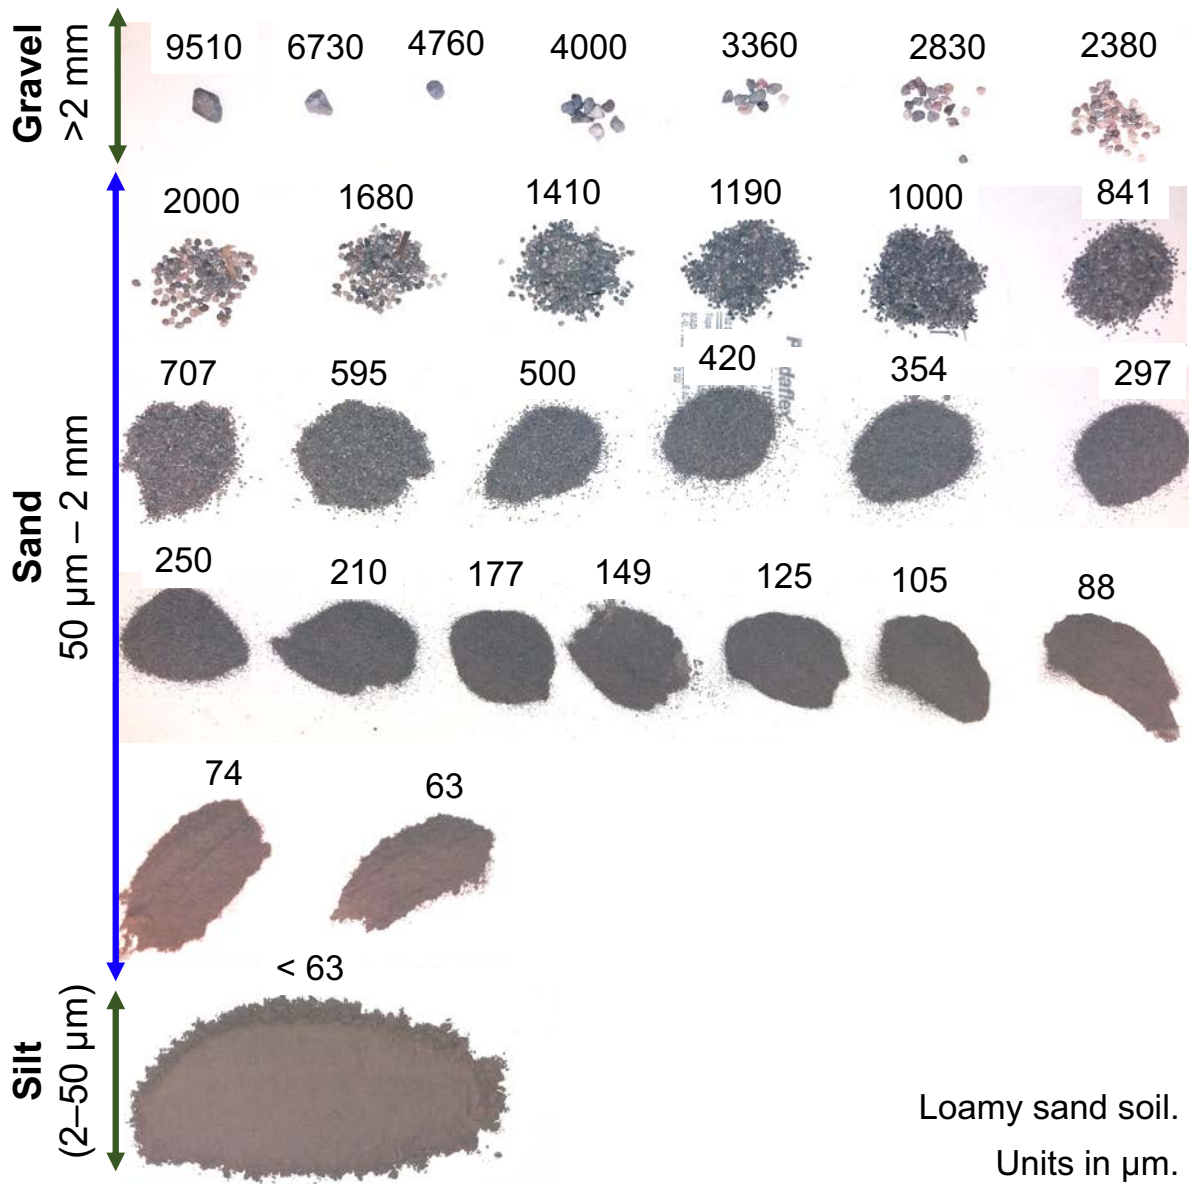 Gravel
>2 mm
9510 6730 4760 4000 3360 2830 2380
Sand
50 µm – 2 mm
2000 1680 1410 1190 1000 841
707 595 500 420 354 297
250 210 177 149 125 105 88
74 63
Silt
(2–50 µm)
< 63
Loamy sand soil.
Units in µm.